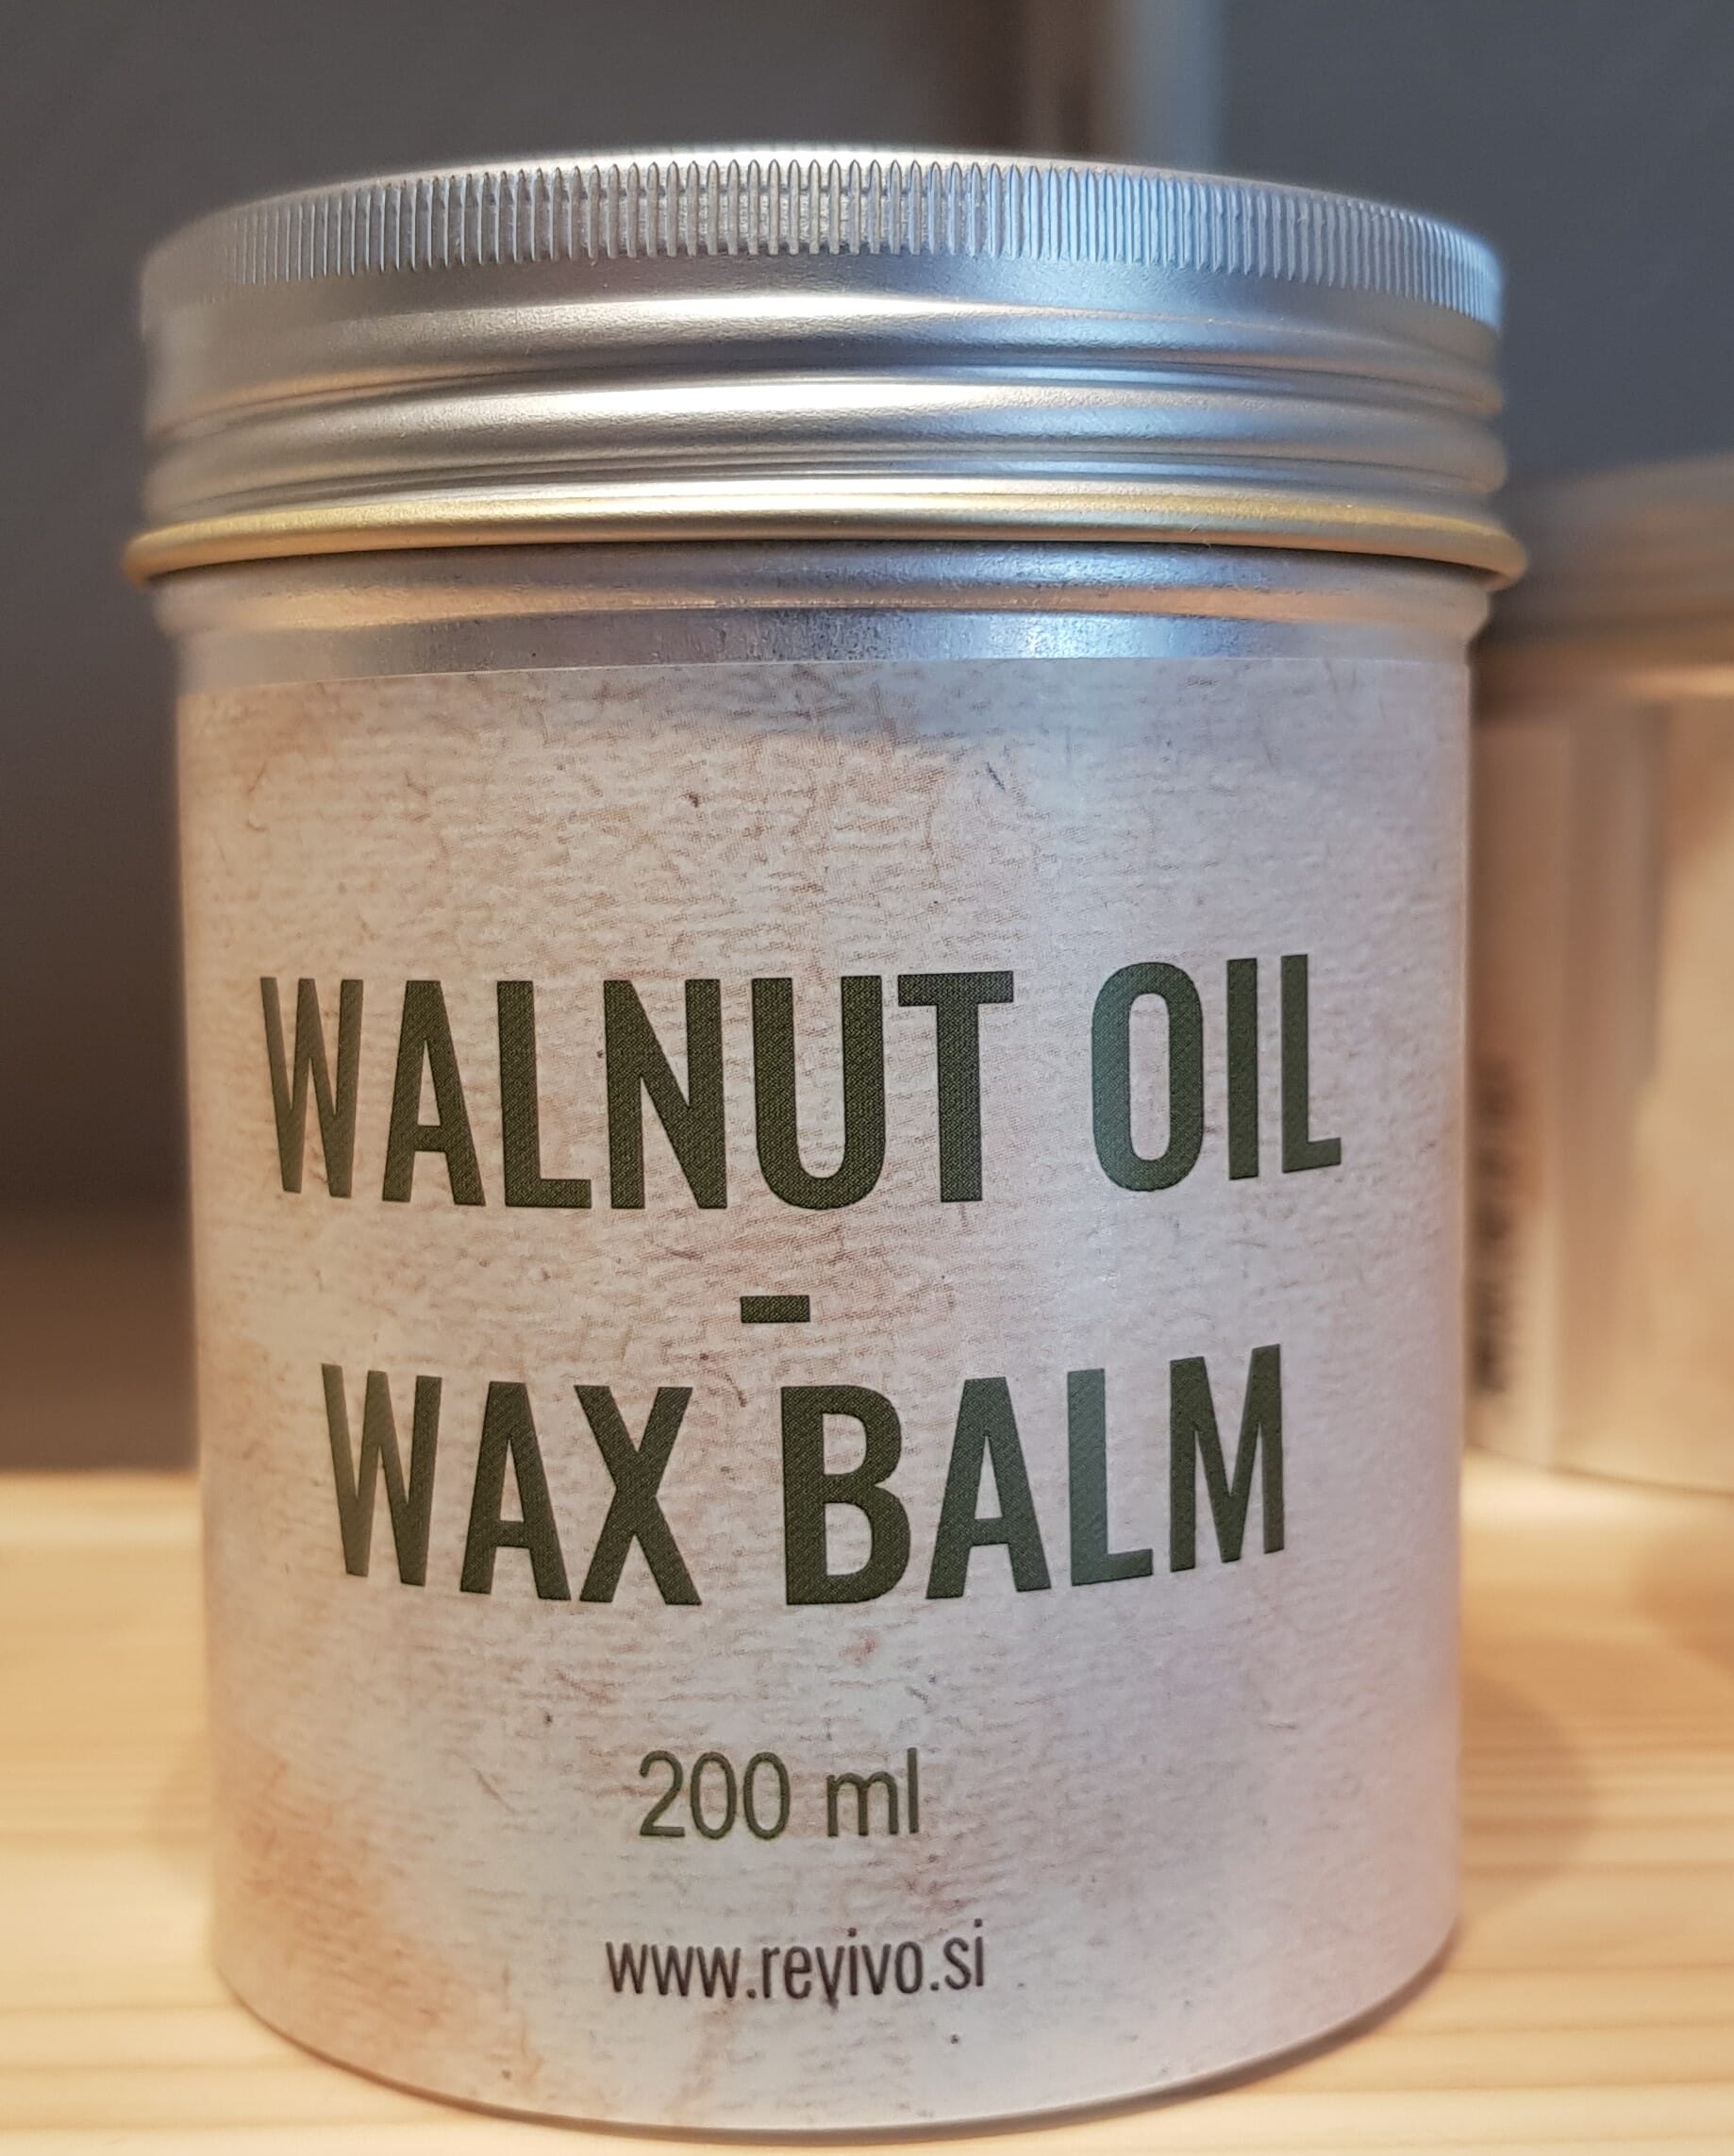 WALNUT OIL
-
WAX BALM
200 ml
www.revivo.si